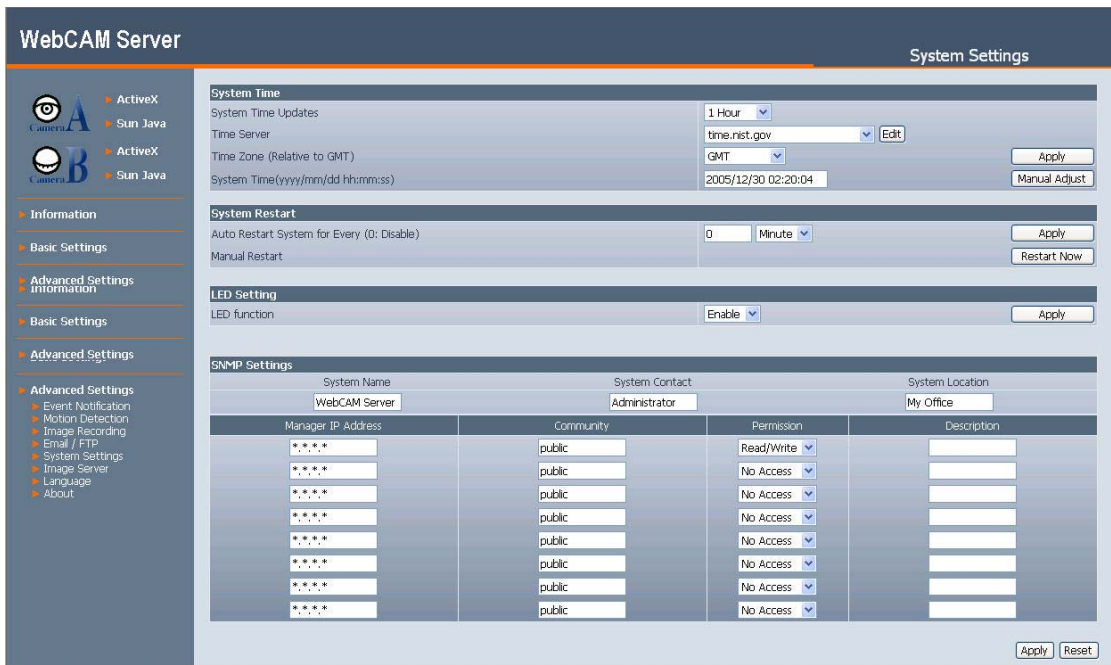 WebCAM Server
System Settings
Camera A
ActiveX
Sun Java
Camera B
ActiveX
Sun Java
Information
Basic Settings
Advanced Settings
Information
Basic Settings
Advanced Settings
Advanced Settings
Event Notification
Motion Detection
Image Recording
Email / FTP
System Settings
Image Server
Language
About
System Time
System Time Updates 1 Hour
Time Server time.nist.gov Edit
Time Zone (Relative to GMT) GMT Apply
System Time(yyyy/mm/dd hh:mm:ss) 2005/12/30 02:20:04 Manual Adjust
System Restart
Auto Restart System for Every (0: Disable) 0 Minute Apply
Manual Restart Restart Now
LED Setting
LED function Enable Apply
SNMP Settings
System Name System Contact System Location
WebCAM Server Administrator My Office
Manager IP Address Community Permission Description
*.*.*.* public Read/Write
*.*.*.* public No Access
*.*.*.* public No Access
*.*.*.* public No Access
*.*.*.* public No Access
*.*.*.* public No Access
*.*.*.* public No Access
*.*.*.* public No Access
Apply Reset